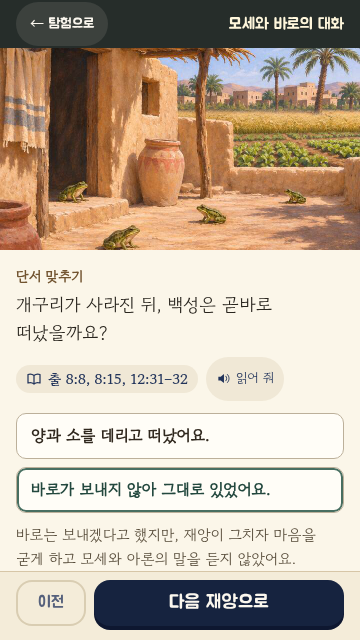 ← 탐험으로
모세와 바로의 대화
단서 맞추기
개구리가 사라진 뒤, 백성은 곧바로
떠났을까요?
출 8:8, 8:15, 12:31–32
읽어 줘
양과 소를 데리고 떠났어요.
바로가 보내지 않아 그대로 있었어요.
바로는 보내겠다고 했지만, 재앙이 그치자 마음을
굳게 하고 모세와 아론의 말을 듣지 않았어요.
이전
다음 재앙으로